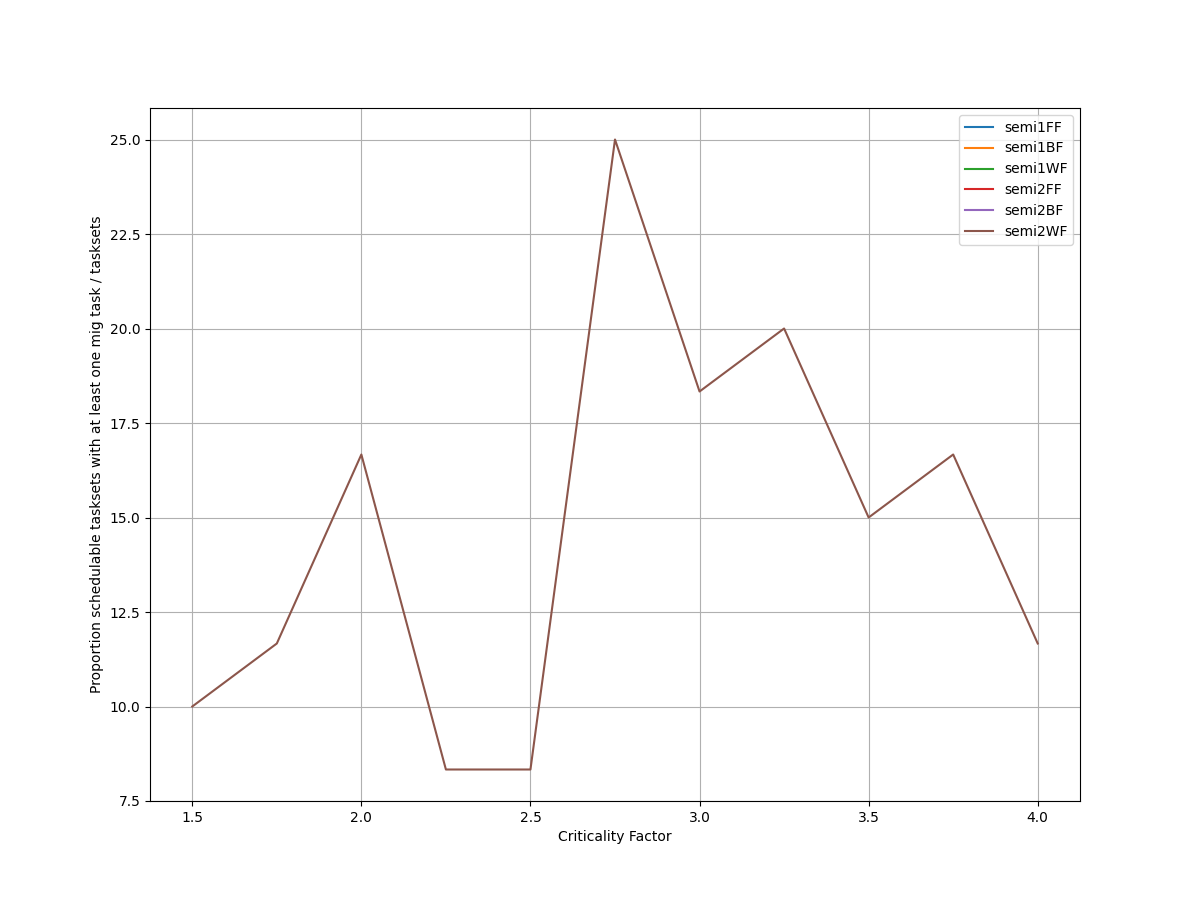 25.0
22.5
20.0
17.5
15.0
12.5
10.0
7.5
Proportion schedulable tasksets with at least one mig task / tasksets
semi1FF
semi1BF
semi1WF
semi2FF
semi2BF
semi2WF
1.5 2.0 2.5 3.0 3.5 4.0
Criticality Factor